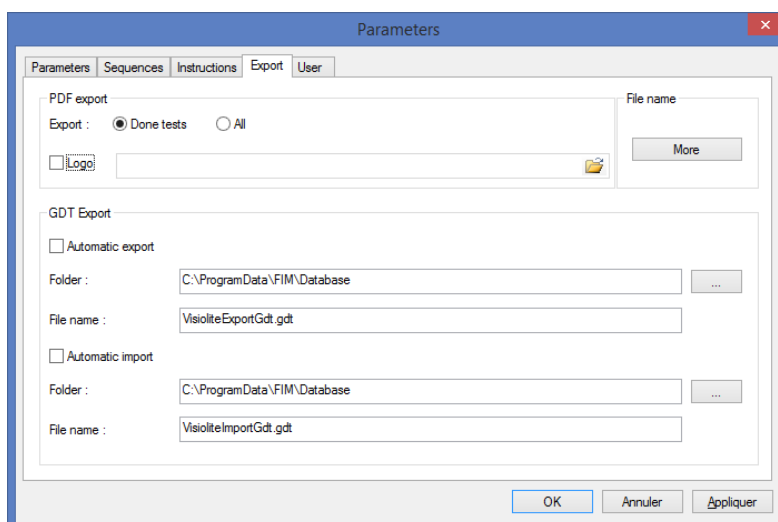 Parameters
Parameters Sequences Instructions Export User
PDF export
File name
Export : Done tests All
More
Logo
GDT Export
Automatic export
Folder : C:\ProgramData\FIM\Database ...
File name : VisioliteExportGdt.gdt
Automatic import
Folder : C:\ProgramData\FIM\Database ...
File name : VisioliteImportGdt.gdt
OK Annuler Appliquer